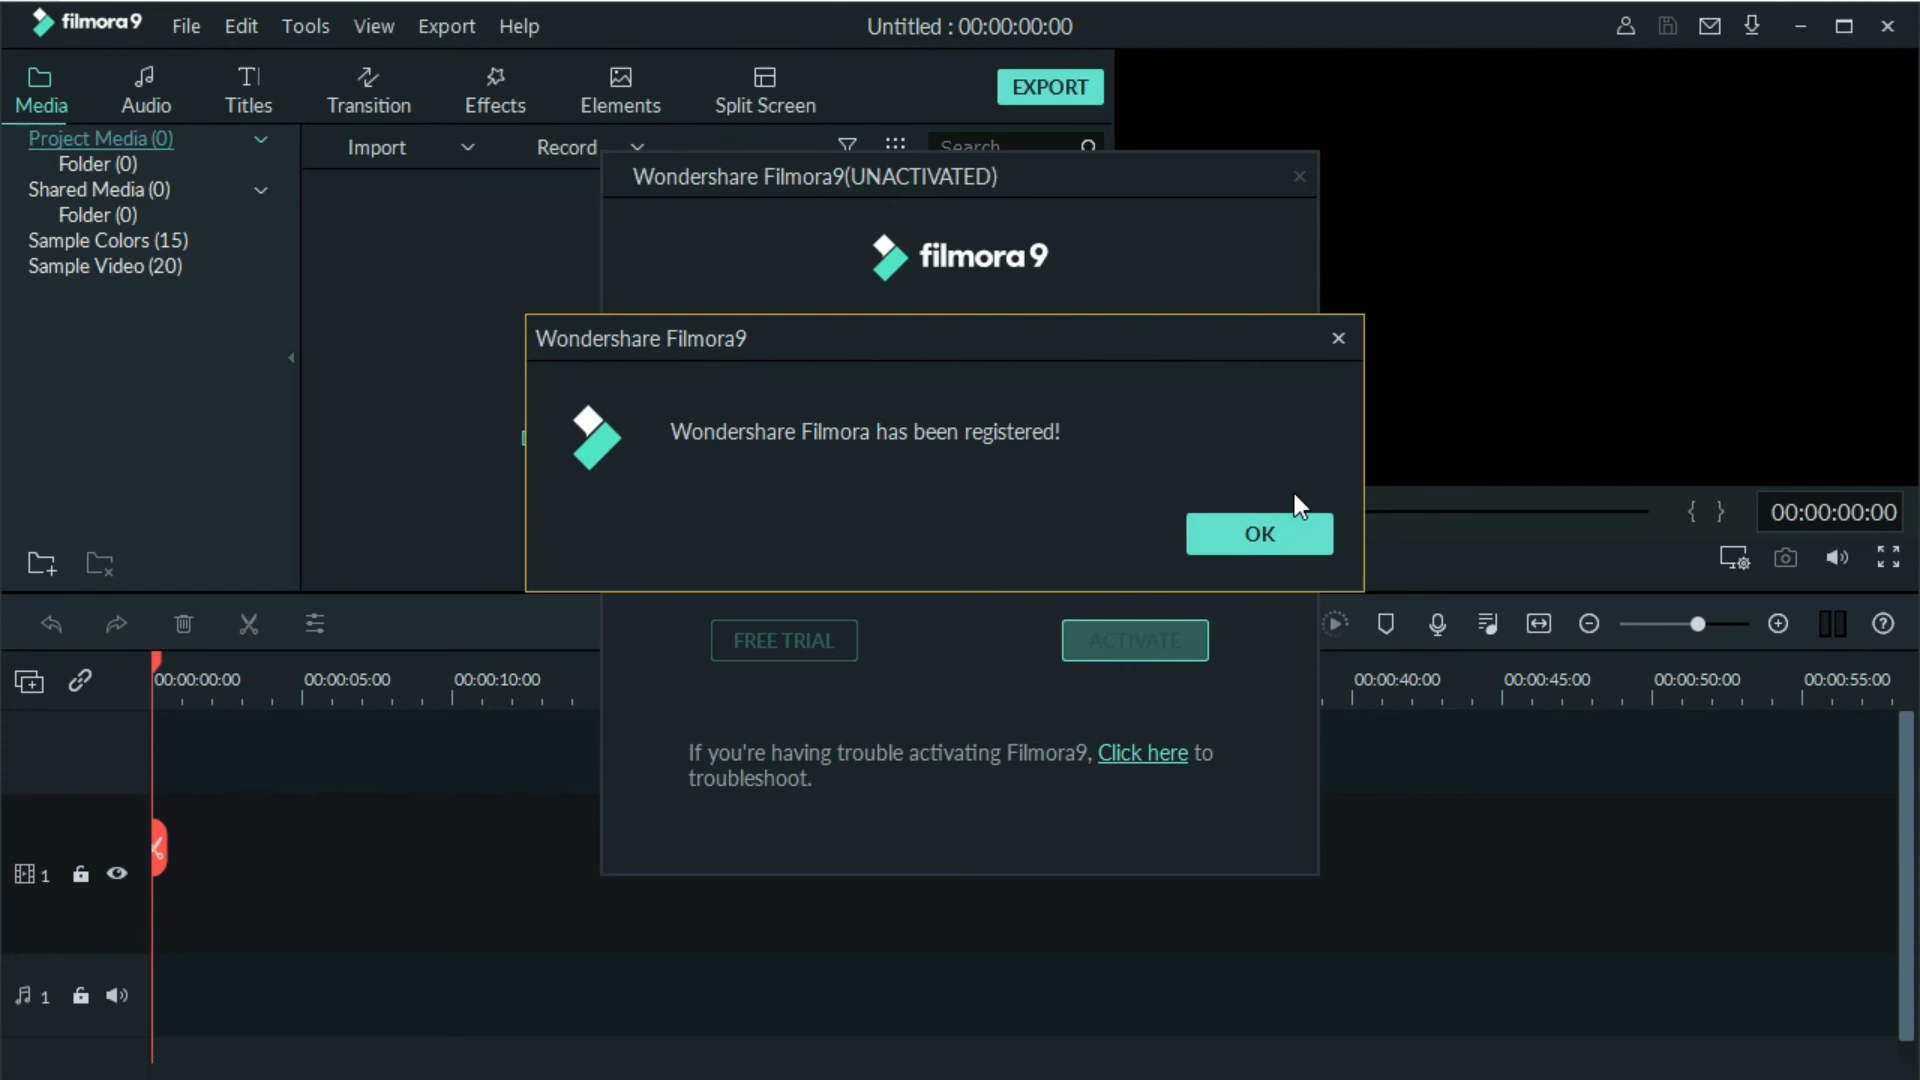 filmora 9
File Edit Tools View Export Help
Untitled : 00:00:00:00
Media Audio Titles Transition Effects Elements Split Screen
EXPORT
Project Media (0)
Folder (0)
Shared Media (0)
Folder (0)
Sample Colors (15)
Sample Video (20)
Import Record Search
Wondershare Filmora9(UNACTIVATED)
filmora 9
Wondershare Filmora9
Wondershare Filmora has been registered!
OK
{ } 00:00:00:00
FREE TRIAL ACTIVATE
00:00:00:00 00:00:05:00 00:00:10:00 00:00:40:00 00:00:45:00 00:00:50:00 00:00:55:00
If you're having trouble activating Filmora9, Click here to
troubleshoot.
1
1